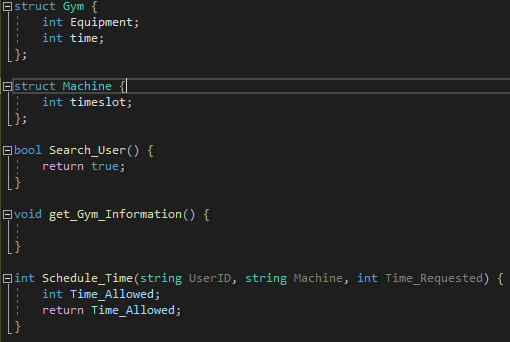 struct Gym {
int Equipment;
int time;
};
struct Machine {
int timeslot;
};
bool Search_User() {
return true;
}
void get_Gym_Information() {
}
int Schedule_Time(string UserID, string Machine, int Time_Requested) {
int Time_Allowed;
return Time_Allowed;
}